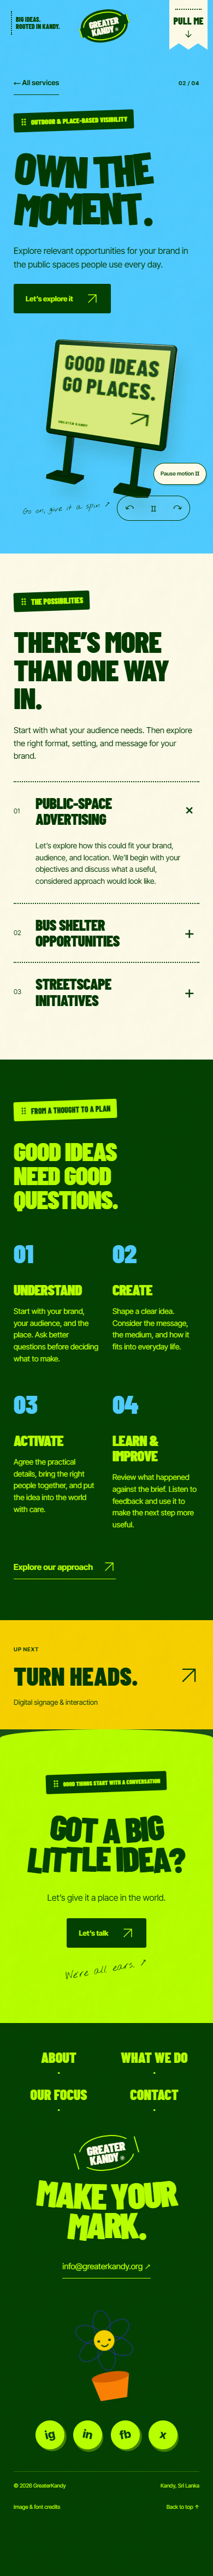 BIG IDEAS.
ROOTED IN KANDY.
GREATER
KANDY
PULL ME
↓
← All services
02 / 04
OUTDOOR & PLACE-BASED VISIBILITY
OWN THE
MOMENT.
Explore relevant opportunities for your brand in
the public spaces people use every day.
Let's explore it
GOOD IDEAS
GO PLACES.
GREATER KANDY
Pause motion
Go on, give it a spin ↗
THE POSSIBILITIES
THERE'S MORE
THAN ONE WAY
IN.
Start with what your audience needs. Then explore
the right format, setting, and message for your
brand.
01
PUBLIC-SPACE
ADVERTISING
Let's explore how this could fit your brand,
audience, and location. We'll begin with your
objectives and discuss what a useful,
considered approach would look like.
02
BUS SHELTER
OPPORTUNITIES
03
STREETSCAPE
INITIATIVES
FROM A THOUGHT TO A PLAN
GOOD IDEAS
NEED GOOD
QUESTIONS.
01
UNDERSTAND
Start with your brand,
your audience, and the
place. Ask better
questions before deciding
what to make.
02
CREATE
Shape a clear idea.
Consider the message,
the medium, and how it
fits into everyday life.
03
ACTIVATE
Agree the practical
details, bring the right
people together, and put
the idea into the world
with care.
04
LEARN &
IMPROVE
Review what happened
against the brief. Listen to
feedback and use it to
make the next step more
useful.
Explore our approach
UP NEXT
TURN HEADS.
Digital signage & interaction
GOOD THINGS START WITH A CONVERSATION
GOT A BIG
LITTLE IDEA?
Let's give it a place in the world.
Let's talk
We're all ears. ↗
ABOUT
WHAT WE DO
OUR FOCUS
CONTACT
GREATER
KANDY
MAKE YOUR
MARK.
info@greaterkandy.org ↗
ig
in
fb
x
© 2026 GreaterKandy
Kandy, Sri Lanka
Image & font credits
Back to top ↑